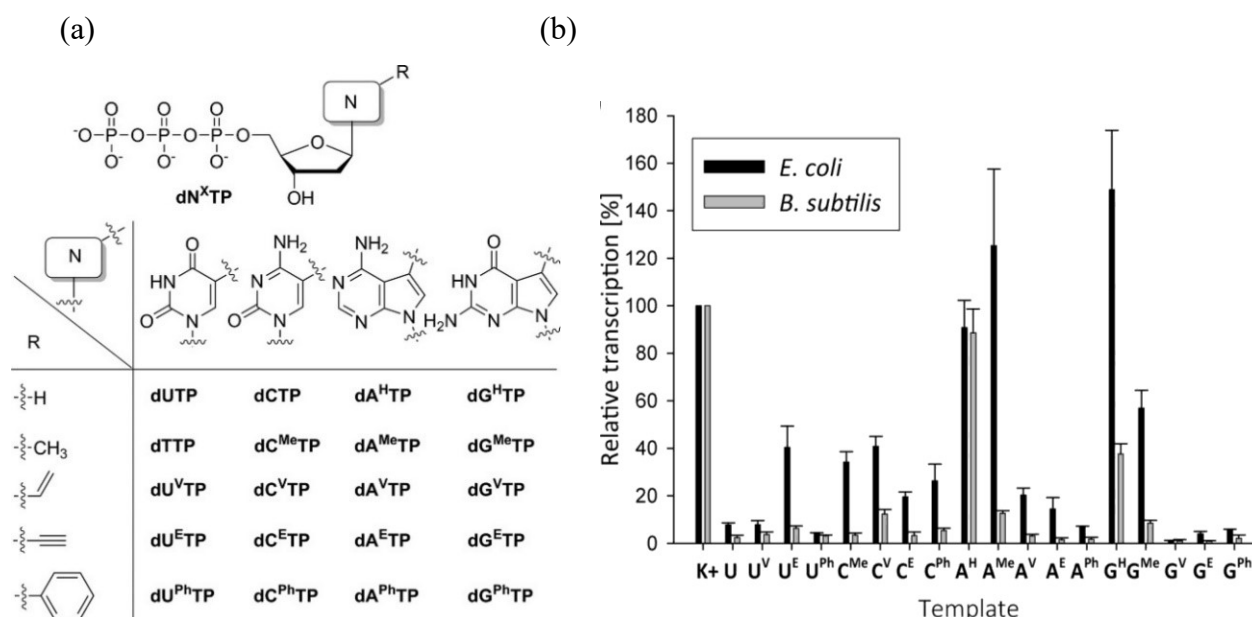 (a)
(b)
R
N
O O O
-O P O P O P O
O- O- O-
O
OH
dN^XTP
N
R
O
HN
O N
NH2
N
O N
NH2
N
N N
O
HN
H2N N N
-H dUTP dCTP dA^HTP dG^HTP
-CH3 dTTP dC^MeTP dA^MeTP dG^MeTP
dU^VTP dC^VTP dA^VTP dG^VTP
dU^ETP dC^ETP dA^ETP dG^ETP
dU^PhTP dC^PhTP dA^PhTP dG^PhTP
Relative transcription [%]
180
160
140
120
100
80
60
40
20
0
E. coli
B. subtilis
K+ U U^V U^E U^Ph C^Me C^V C^E C^Ph A^H A^Me A^V A^E A^Ph G^H G^Me G^V G^E G^Ph
Template